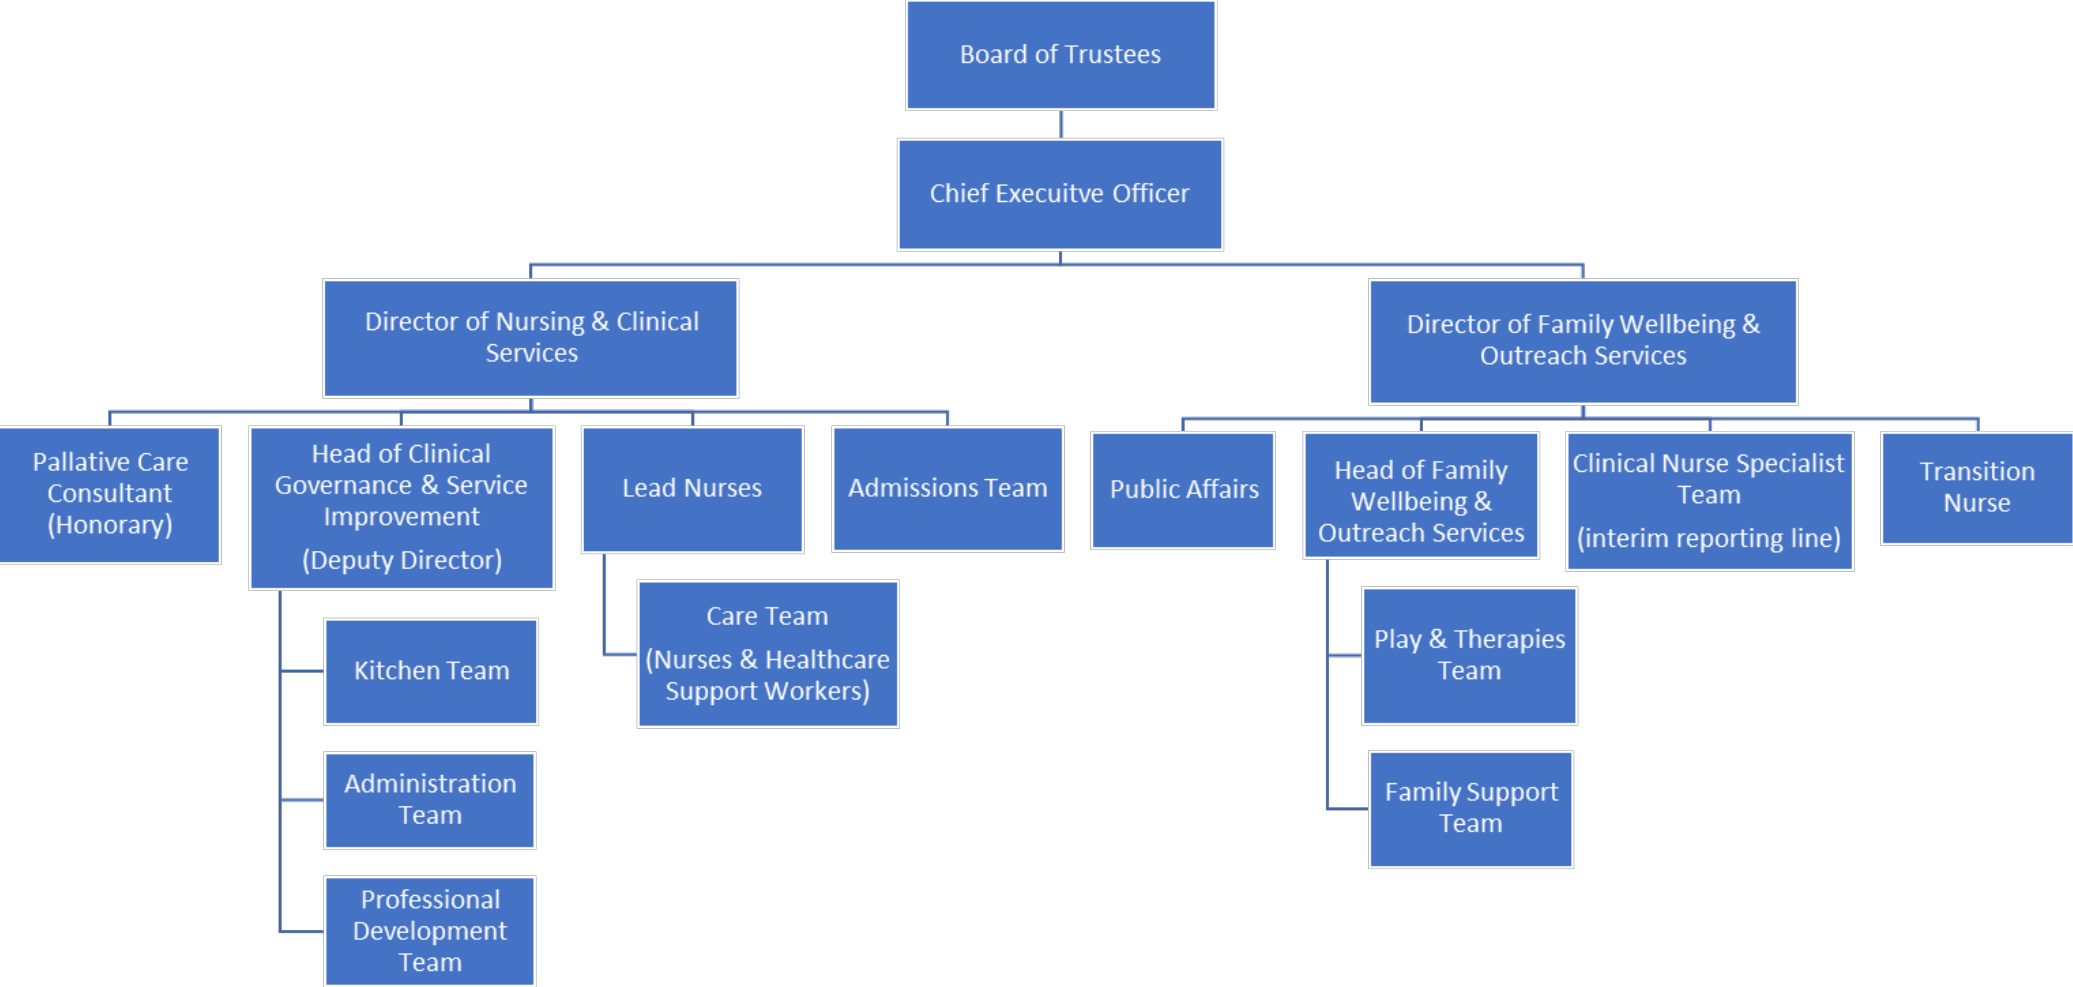 Board of Trustees
Chief Execuitve Officer
Director of Nursing & Clinical
Services
Director of Family Wellbeing &
Outreach Services
Pallative Care
Consultant
(Honorary)
Head of Clinical
Governance & Service
Improvement
(Deputy Director)
Lead Nurses
Admissions Team
Public Affairs
Head of Family
Wellbeing &
Outreach Services
Clinical Nurse Specialist
Team
(interim reporting line)
Transition
Nurse
Kitchen Team
Administration
Team
Professional
Development
Team
Care Team
(Nurses & Healthcare
Support Workers)
Play & Therapies
Team
Family Support
Team